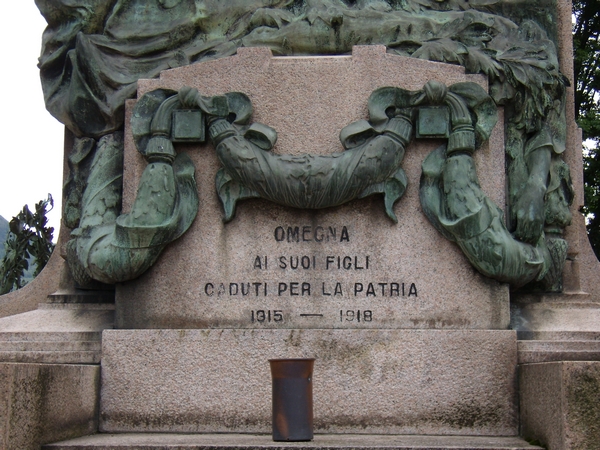 OMEGNA
AI SUOI FIGLI
CADUTI PER LA PATRIA
1915 — 1918